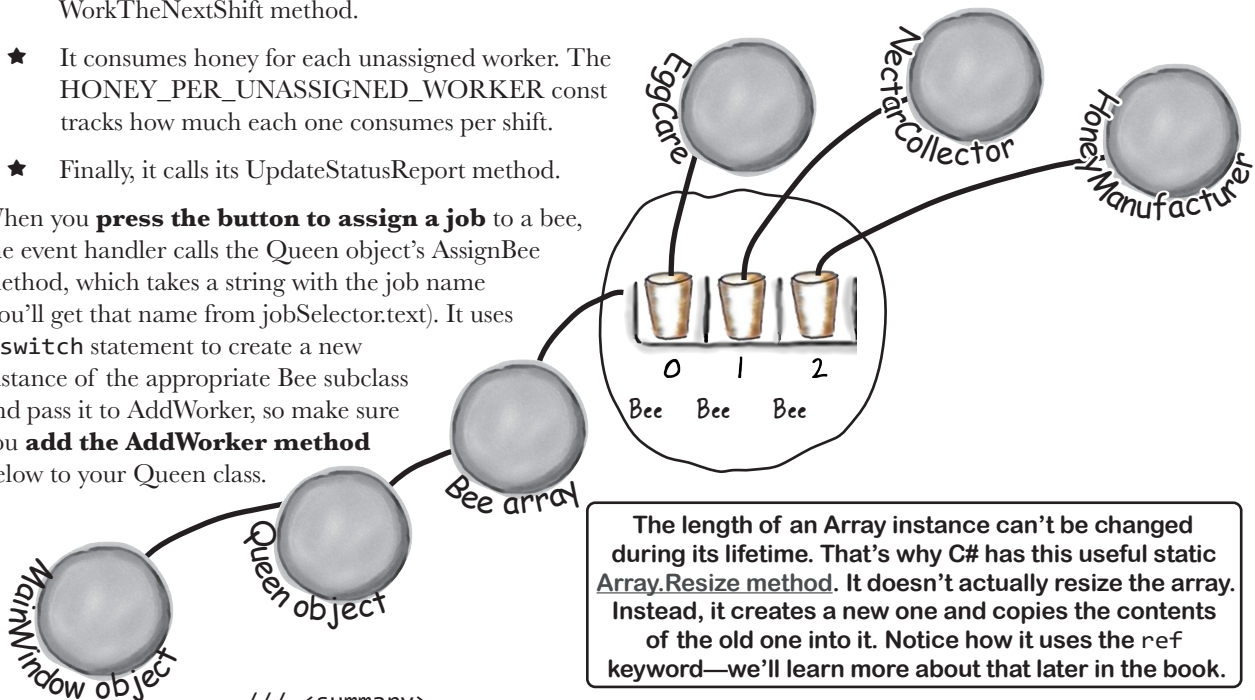 WorkTheNextShift method.
★ It consumes honey for each unassigned worker. The
HONEY_PER_UNASSIGNED_WORKER const
tracks how much each one consumes per shift.
★ Finally, it calls its UpdateStatusReport method.
hen you press the button to assign a job to a bee,
e event handler calls the Queen object's AssignBee
ethod, which takes a string with the job name
ou'll get that name from jobSelector.text). It uses
switch statement to create a new
stance of the appropriate Bee subclass
nd pass it to AddWorker, so make sure
ou add the AddWorker method
elow to your Queen class.
EggCare
NectarCollector
HoneyManufacturer
0 1 2
Bee Bee Bee
Bee array
Queen object
MainWindow object
The length of an Array instance can't be changed
during its lifetime. That's why C# has this useful static
Array.Resize method. It doesn't actually resize the array.
Instead, it creates a new one and copies the contents
of the old one into it. Notice how it uses the ref
keyword—we'll learn more about that later in the book.
/// <summary>